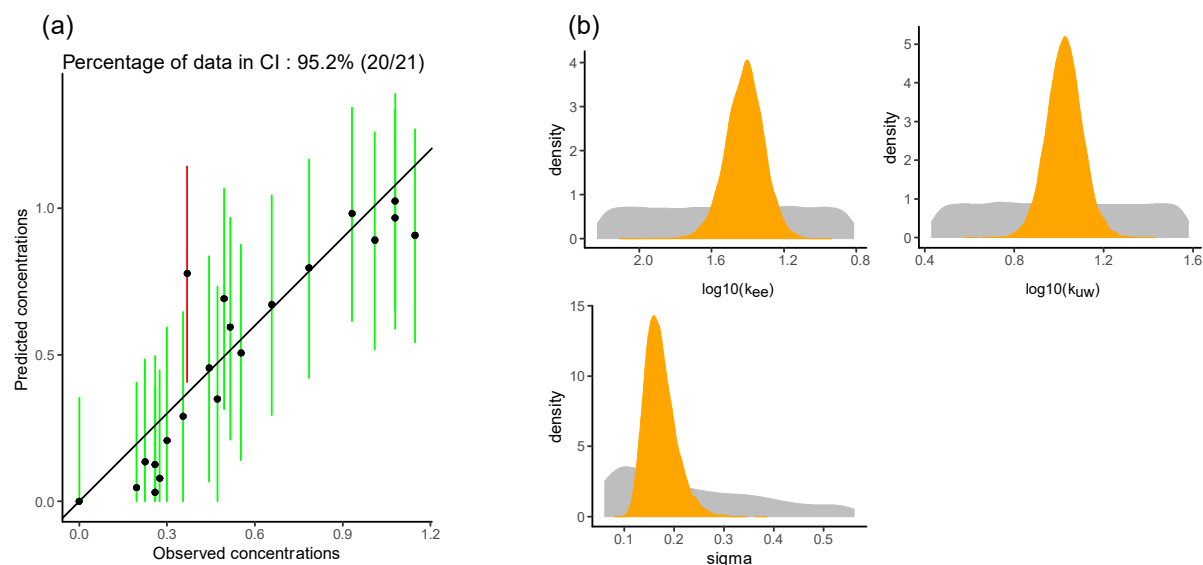 (a)
Percentage of data in CI : 95.2% (20/21)
Predicted concentrations
1.0
0.5
0.0
0.0 0.3 0.6 0.9 1.2
Observed concentrations
(b)
density
4
3
2
1
0
2.0 1.6 1.2 0.8
log10(kee)
density
5
4
3
2
1
0
0.4 0.8 1.2 1.6
log10(kuw)
density
15
10
5
0
0.1 0.2 0.3 0.4 0.5
sigma